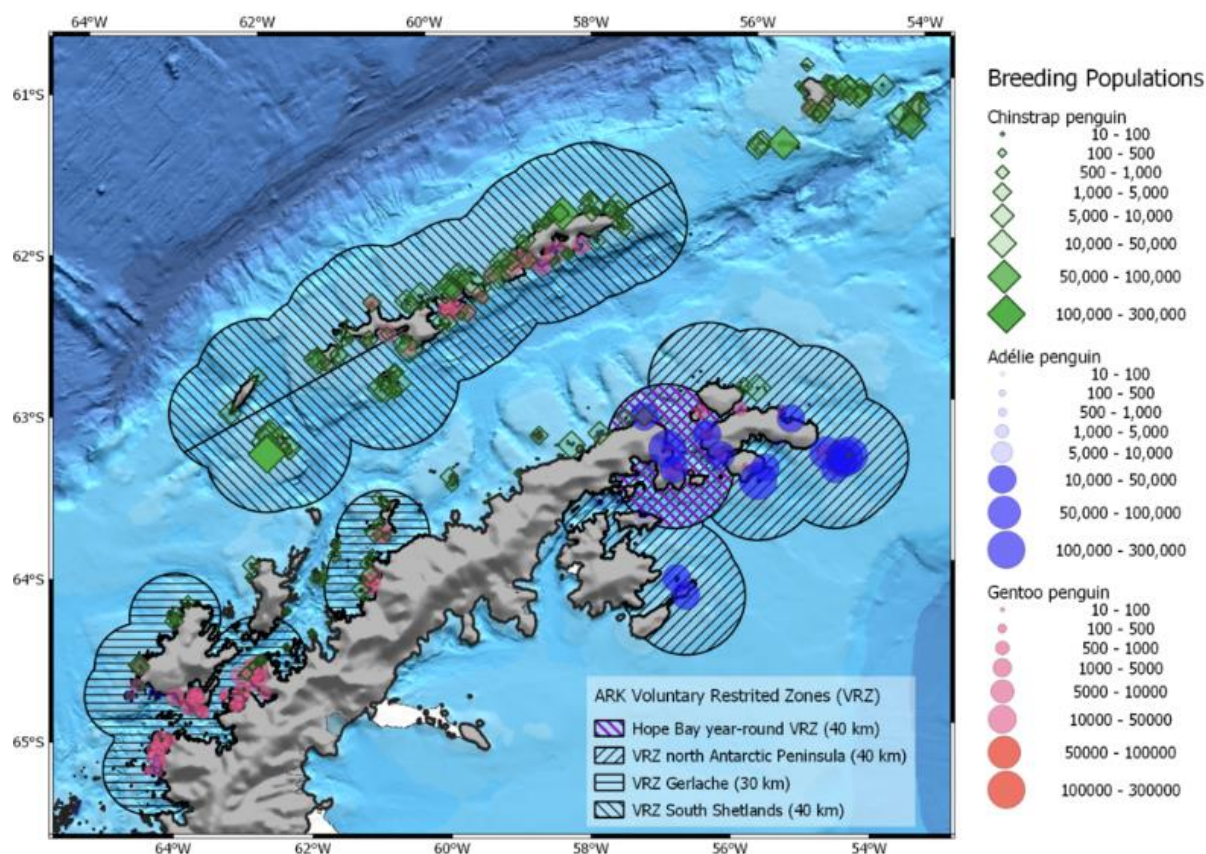 64°W 62°W 60°W 58°W 56°W 54°W
61°S
62°S
63°S
64°S
65°S
64°W 62°W 60°W 58°W 56°W 54°W
ARK Voluntary Restrited Zones (VRZ)
Hope Bay year-round VRZ (40 km)
VRZ north Antarctic Peninsula (40 km)
VRZ Gerlache (30 km)
VRZ South Shetlands (40 km)
Breeding Populations
Chinstrap penguin
10 - 100
100 - 500
500 - 1,000
1,000 - 5,000
5,000 - 10,000
10,000 - 50,000
50,000 - 100,000
100,000 - 300,000
Adélie penguin
10 - 100
100 - 500
500 - 1,000
1,000 - 5,000
5,000 - 10,000
10,000 - 50,000
50,000 - 100,000
100,000 - 300,000
Gentoo penguin
10 - 100
100 - 500
500 - 1000
1000 - 5000
5000 - 10000
10000 - 50000
50000 - 100000
100000 - 300000